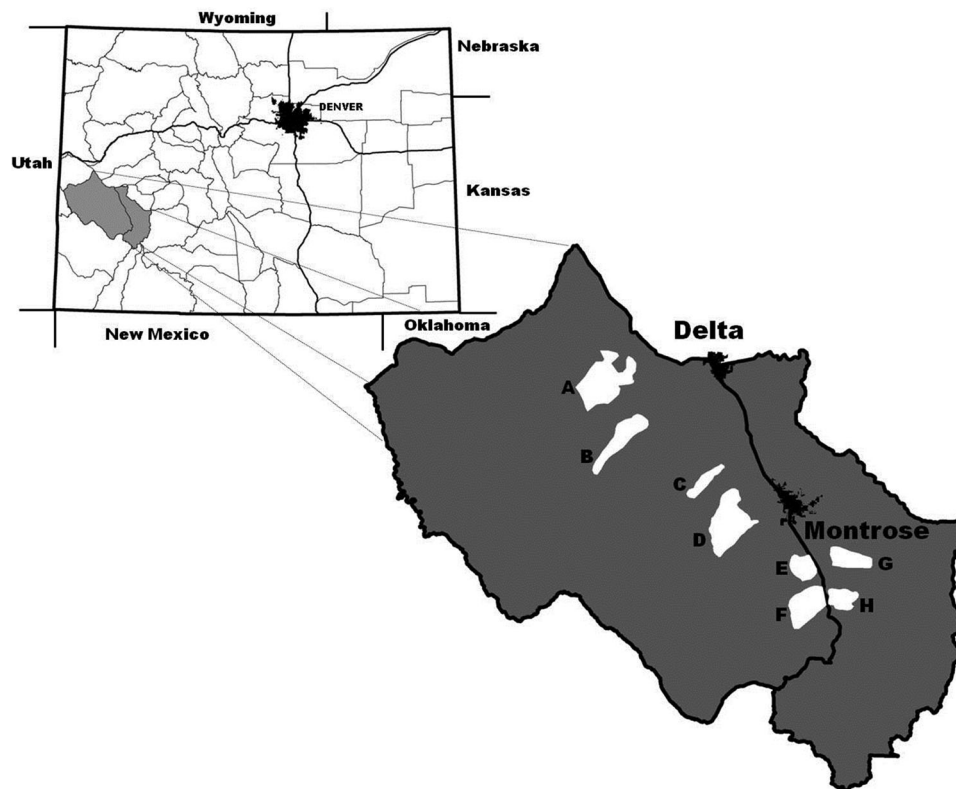 Wyoming
Nebraska
DENVER
Utah
Kansas
New Mexico
Oklahoma
Delta
A
B
C
D
Montrose
E
G
F
H